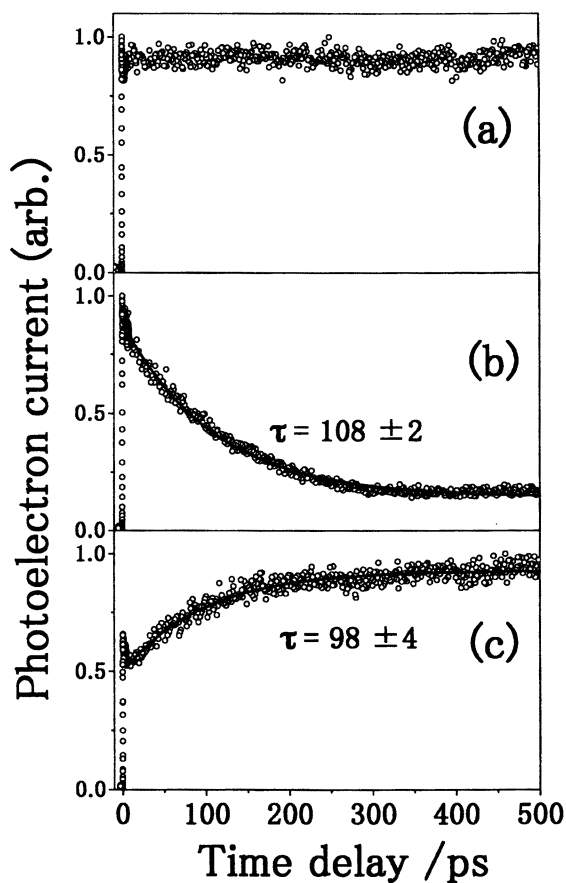 Photoelectron current (arb.)
1.0
0.5
0.0
(a)
1.0
0.5
0.0
(b)
τ = 108 ±2
1.0
0.5
0.0
(c)
τ = 98 ±4
0 100 200 300 400 500
Time delay /ps